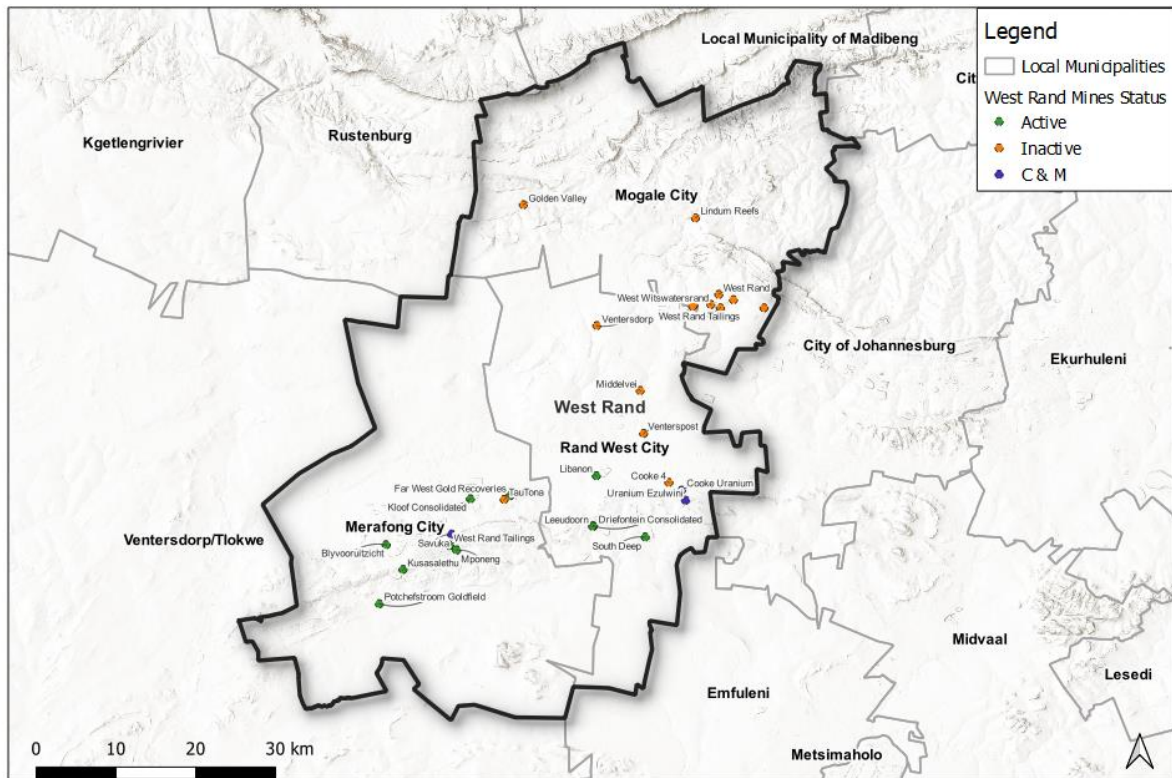 Local Municipality of Madibeng
Legend
Local Municipalities
West Rand Mines Status
Active
Inactive
C & M
Cit
Kgetlengrivier
Rustenburg
Mogale City
Golden Valley
Lindum Reefs
West Rand
West Witswatersrand
West Rand Tailings
Ventersdorp
City of Johannesburg
Ekurhuleni
Middelvei
West Rand
Venterspost
Rand West City
Libanon
Cooke 4
Cooke Uranium
Uranium Ezulwini
Far West Gold Recoveries
TauTona
Kloof Consolidated
Leeudoorn
Driefontein Consolidated
South Deep
Merafong City
Savuka
West Rand Tailings
Mponeng
Blyvooruitzicht
Kusasalethu
Potchefstroom Goldfield
Ventersdorp/Tlokwe
Midvaal
Lesedi
Emfuleni
Metsimaholo
0 10 20 30 km